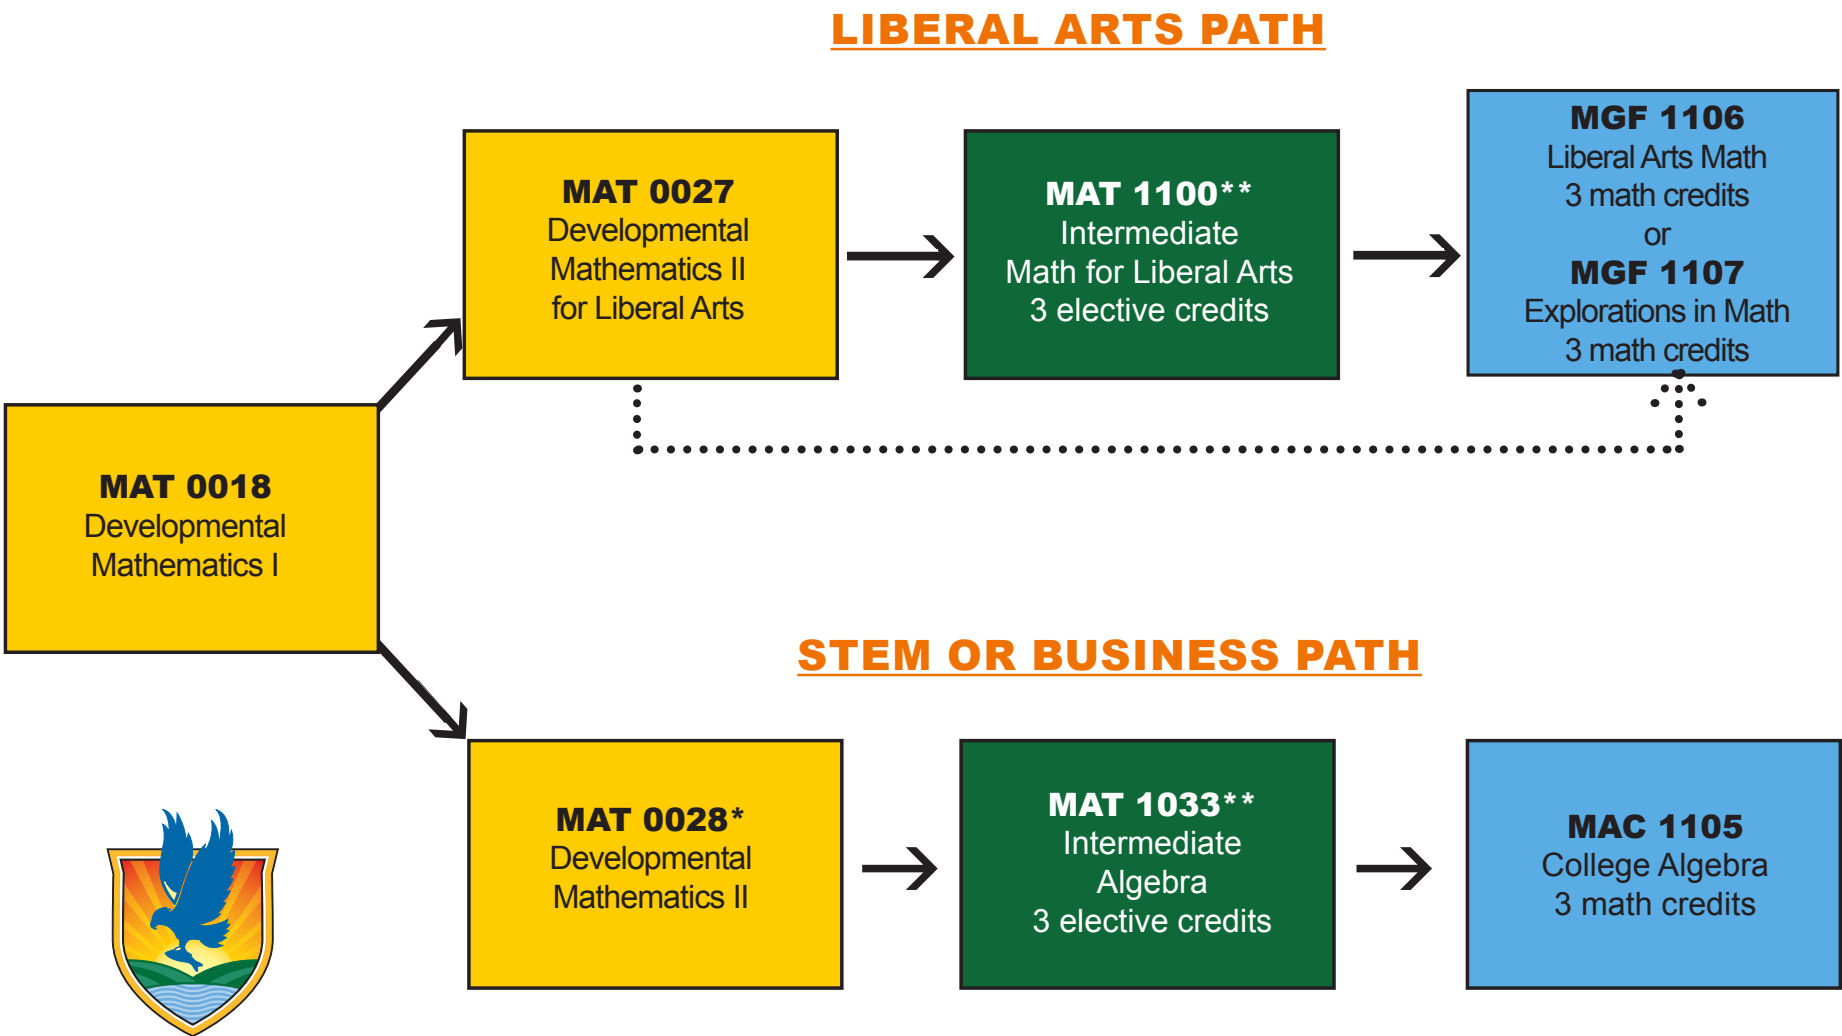 LIBERAL ARTS PATH
MAT 0027
Developmental
Mathematics II
for Liberal Arts
MAT 1100**
Intermediate
Math for Liberal Arts
3 elective credits
MGF 1106
Liberal Arts Math
3 math credits
or
MGF 1107
Explorations in Math
3 math credits
MAT 0018
Developmental
Mathematics I
STEM OR BUSINESS PATH
MAT 0028*
Developmental
Mathematics II
MAT 1033**
Intermediate
Algebra
3 elective credits
MAC 1105
College Algebra
3 math credits